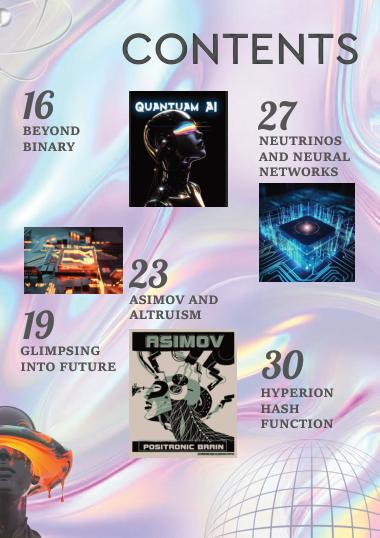 CONTENTS
16
BEYOND
BINARY
QUANTUAM AI
27
NEUTRINOS
AND NEURAL
NETWORKS
23
ASIMOV AND
ALTRUISM
19
GLIMPSING
INTO FUTURE
ASIMOV
POSITRONIC BRAIN
30
HYPERION
HASH
FUNCTION